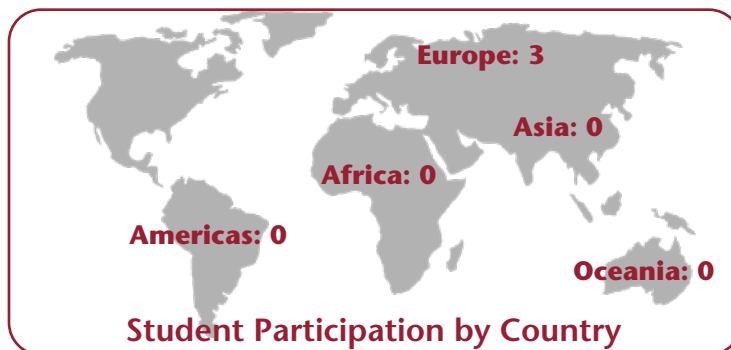 Europe: 3
Asia: 0
Africa: 0
Americas: 0
Oceania: 0
Student Participation by Country